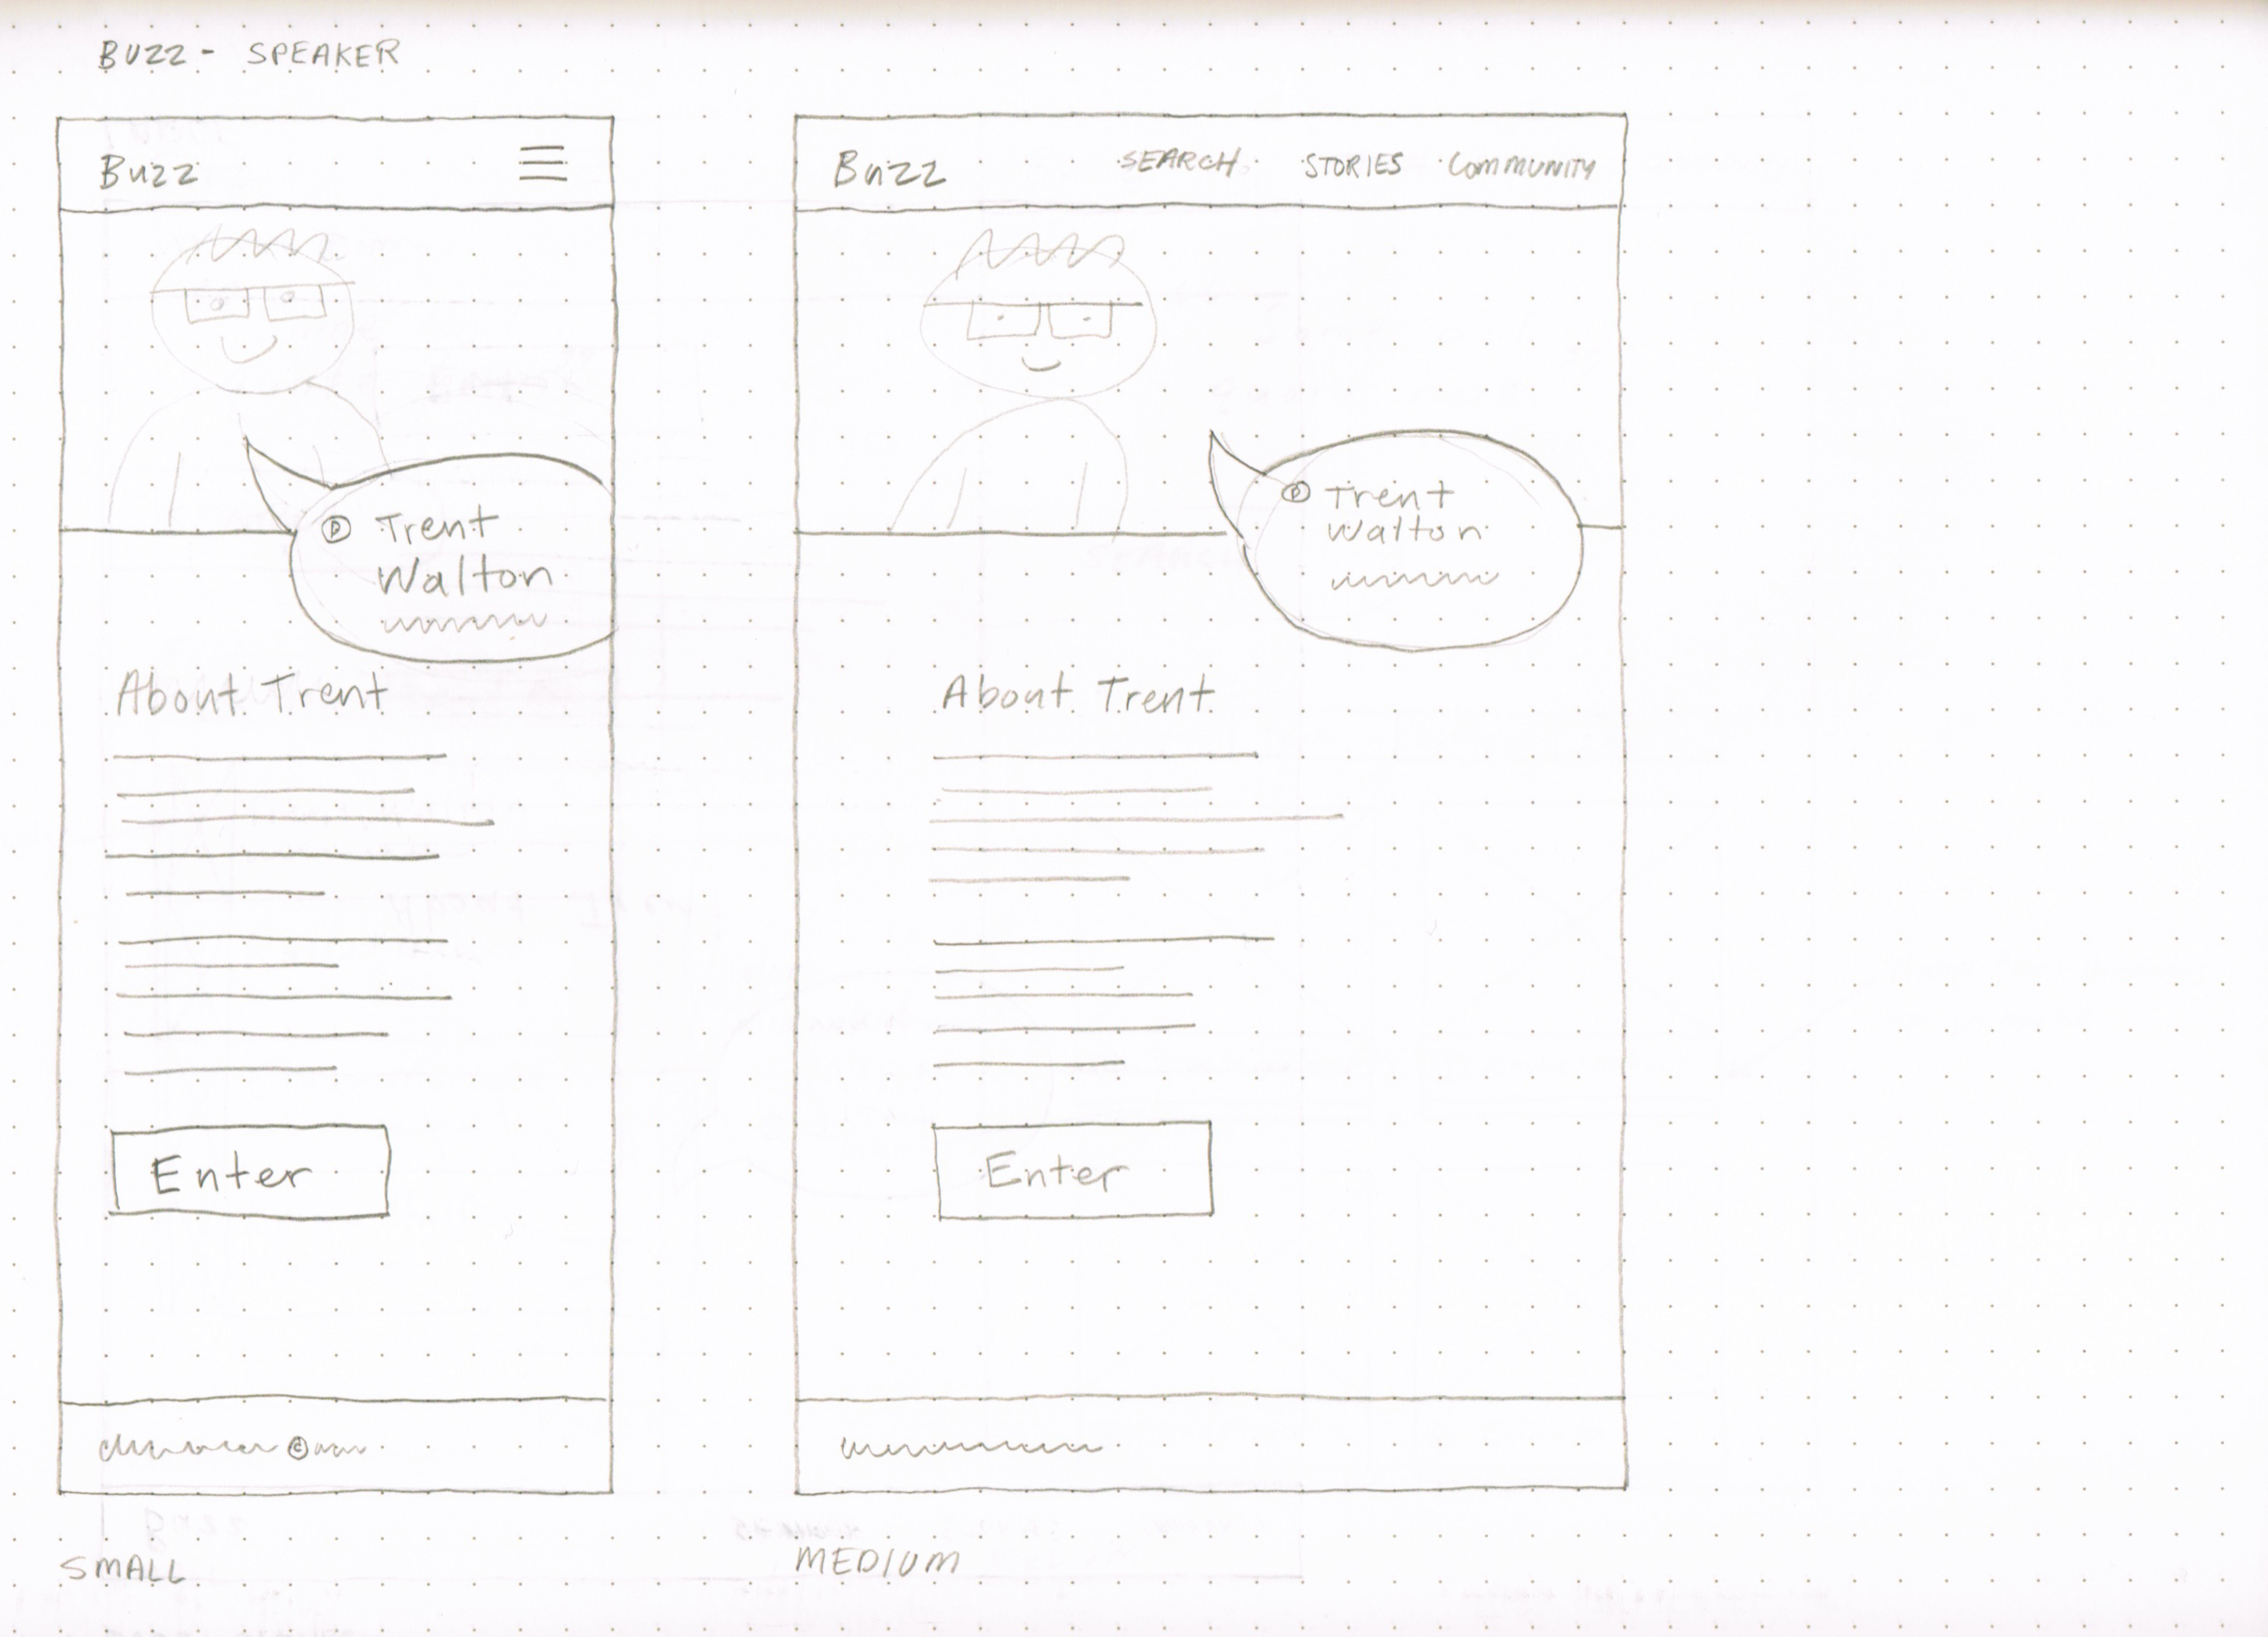 BUZZ - SPEAKER
Buzz
Ⓟ Trent
Walton
About Trent
Enter
©
SMALL
Buzz SEARCH STORIES COMMUNITY
Ⓟ Trent
Walton
About Trent
Enter
MEDIUM